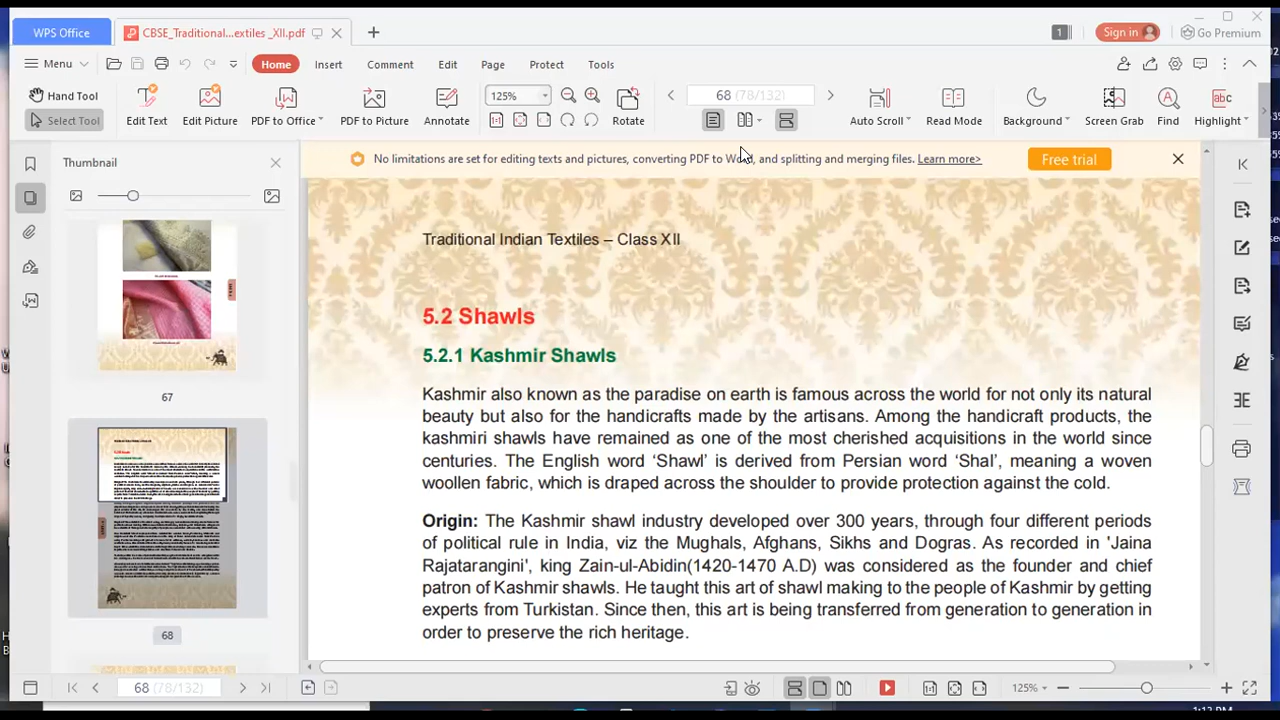 WPS Office
CBSE_Traditional...extiles _XII.pdf
1
Sign in
Go Premium
Menu
Home
Insert
Comment
Edit
Page
Protect
Tools
Hand Tool
Select Tool
Edit Text
Edit Picture
PDF to Office
PDF to Picture
Annotate
125%
Rotate
68 (78/132)
Auto Scroll
Read Mode
Background
Screen Grab
Find
Highlight
Thumbnail
No limitations are set for editing texts and pictures, converting PDF to Word, and splitting and merging files. Learn more>
Free trial
67
68
Traditional Indian Textiles – Class XII
5.2 Shawls
5.2.1 Kashmir Shawls
Kashmir also known as the paradise on earth is famous across the world for not only its natural
beauty but also for the handicrafts made by the artisans. Among the handicraft products, the
kashmiri shawls have remained as one of the most cherished acquisitions in the world since
centuries. The English word ‘Shawl’ is derived from Persian word ‘Shal’, meaning a woven
woollen fabric, which is draped across the shoulder to provide protection against the cold.
Origin: The Kashmir shawl industry developed over 300 years, through four different periods
of political rule in India, viz the Mughals, Afghans, Sikhs and Dogras. As recorded in 'Jaina
Rajatarangini', king Zain-ul-Abidin(1420-1470 A.D) was considered as the founder and chief
patron of Kashmir shawls. He taught this art of shawl making to the people of Kashmir by getting
experts from Turkistan. Since then, this art is being transferred from generation to generation in
order to preserve the rich heritage.
68 (78/132)
125%